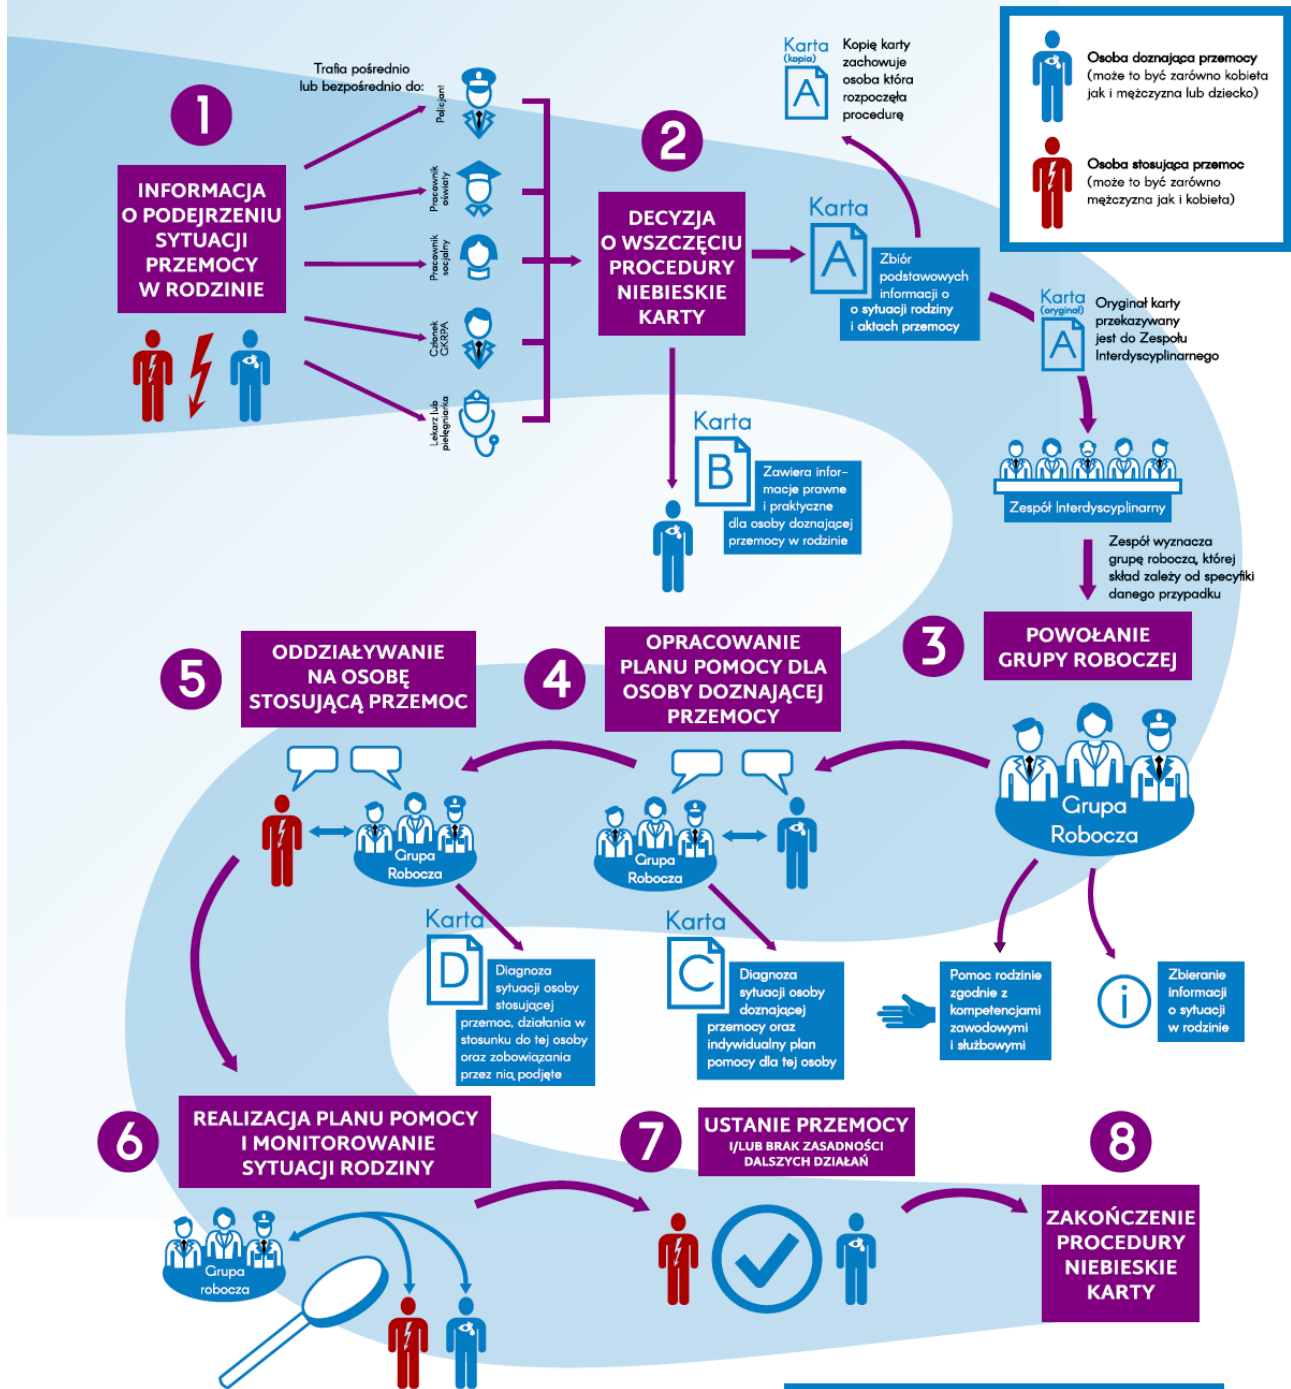 1
INFORMACJA
O PODEJRZENIU
SYTUACJI
PRZEMOCY
W RODZINIE
Trafia pośrednio
lub bezpośrednio do:
Policjant
Pracownik
oświaty
Pracownik
socjalny
Członek
GKRPA
Lekarz lub
pielęgniarka
2
DECYZJA
O WSZCZĘCIU
PROCEDURY
NIEBIESKIE
KARTY
Karta
(kopia)
A
Kopię karty
zachowuje
osoba która
rozpoczęła
procedurę
Karta
A
Zbiór
podstawowych
informacji o
o sytuacji rodziny
i aktach przemocy
Osoba doznająca przemocy
(może to być zarówno kobieta
jak i mężczyzna lub dziecko)
Osoba stosująca przemoc
(może to być zarówno
mężczyzna jak i kobieta)
Karta
(oryginał)
A
Oryginał karty
przekazywany
jest do Zespołu
Interdyscyplinarnego
Karta
B
Zawiera infor-
macje prawne
i praktyczne
dla osoby doznającej
przemocy w rodzinie
Zespół Interdyscyplinarny
Zespół wyznacza
grupę roboczą, której
skład zależy od specyfiki
danego przypadku
3
POWOŁANIE
GRUPY ROBOCZEJ
Grupa
Robocza
Pomoc rodzinie
zgodnie z
kompetencjami
zawodowymi
i służbowymi
i
Zbieranie
informacji
o sytuacji
w rodzinie
4
OPRACOWANIE
PLANU POMOCY DLA
OSOBY DOZNAJĄCEJ
PRZEMOCY
Grupa
Robocza
Karta
C
Diagnoza
sytuacji osoby
doznającej
przemocy oraz
indywidualny plan
pomocy dla tej osoby
5
ODDZIAŁYWANIE
NA OSOBĘ
STOSUJĄCĄ PRZEMOC
Grupa
Robocza
Karta
D
Diagnoza
sytuacji osoby
stosującej
przemoc, działania w
stosunku do tej osoby
oraz zobowiązania
przez nią podjęte
6
REALIZACJA PLANU POMOCY
I MONITOROWANIE
SYTUACJI RODZINY
Grupa
robocza
7
USTANIE PRZEMOCY
I/LUB BRAK ZASADNOŚCI
DALSZYCH DZIAŁAŃ
8
ZAKOŃCZENIE
PROCEDURY
NIEBIESKIE
KARTY